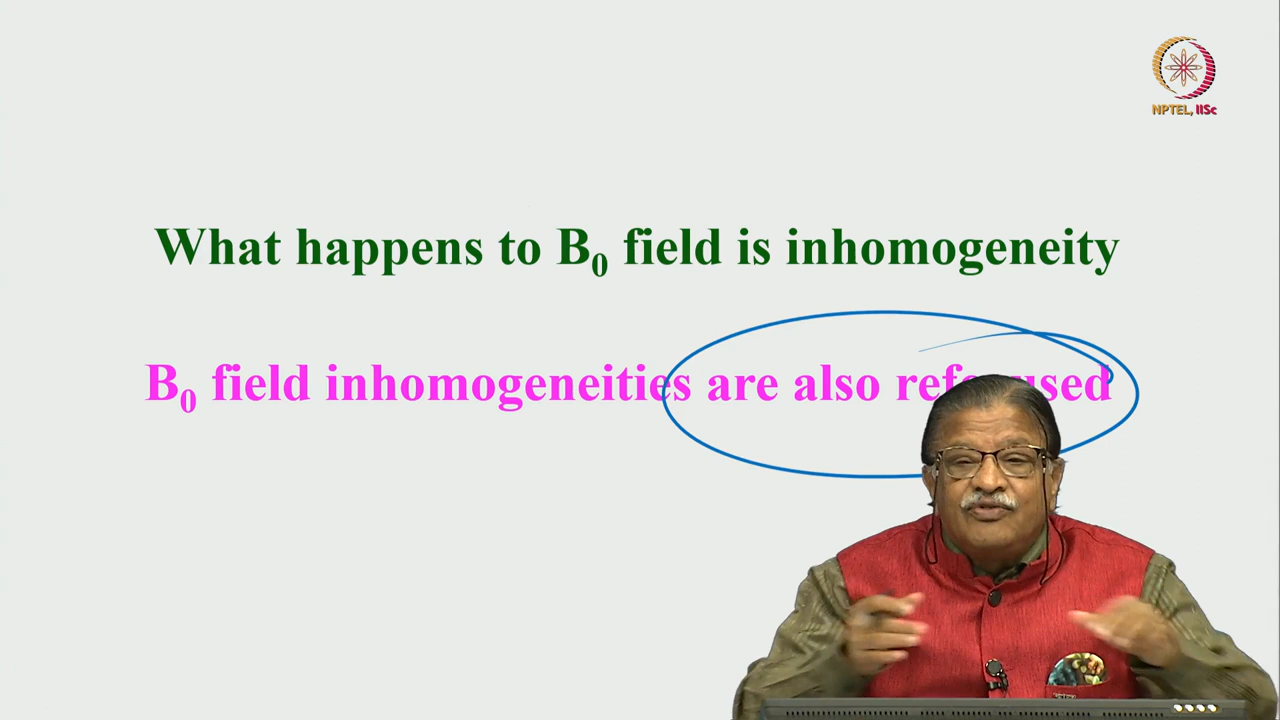 NPTEL, IISc
What happens to B₀ field is inhomogeneity
B₀ field inhomogeneities are also